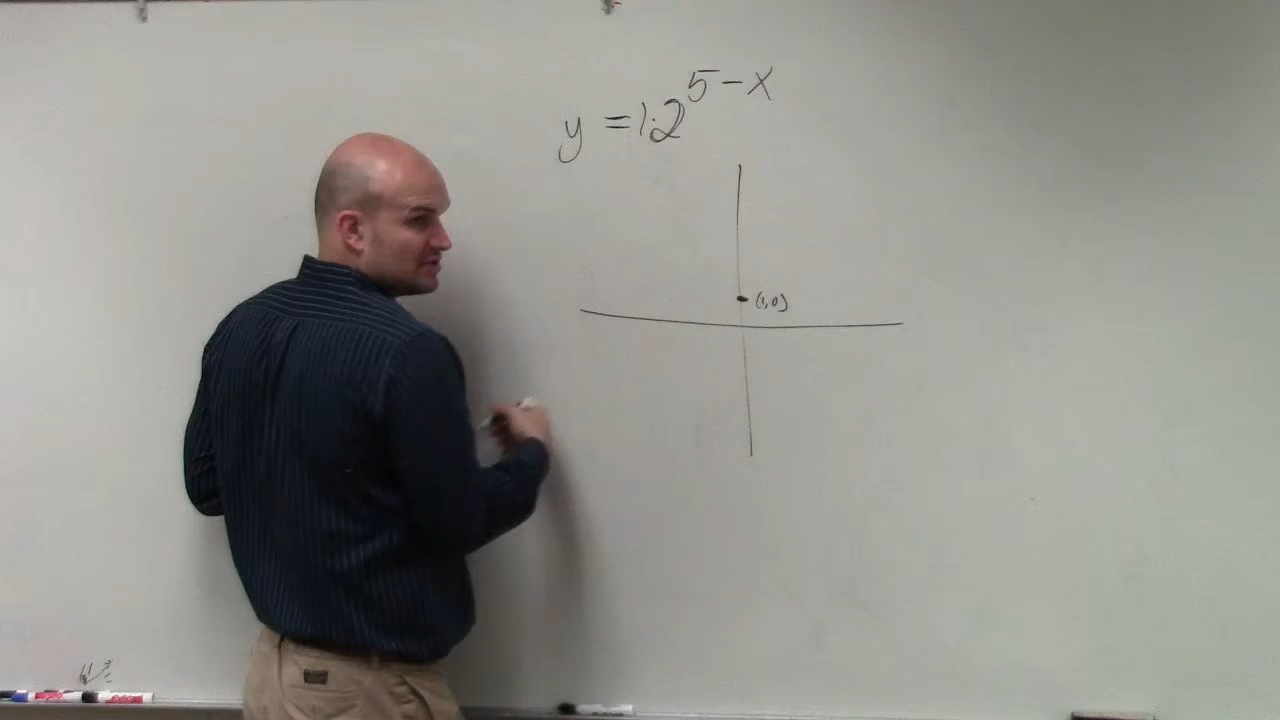 y = 1·2^{5-x}
(1,0)